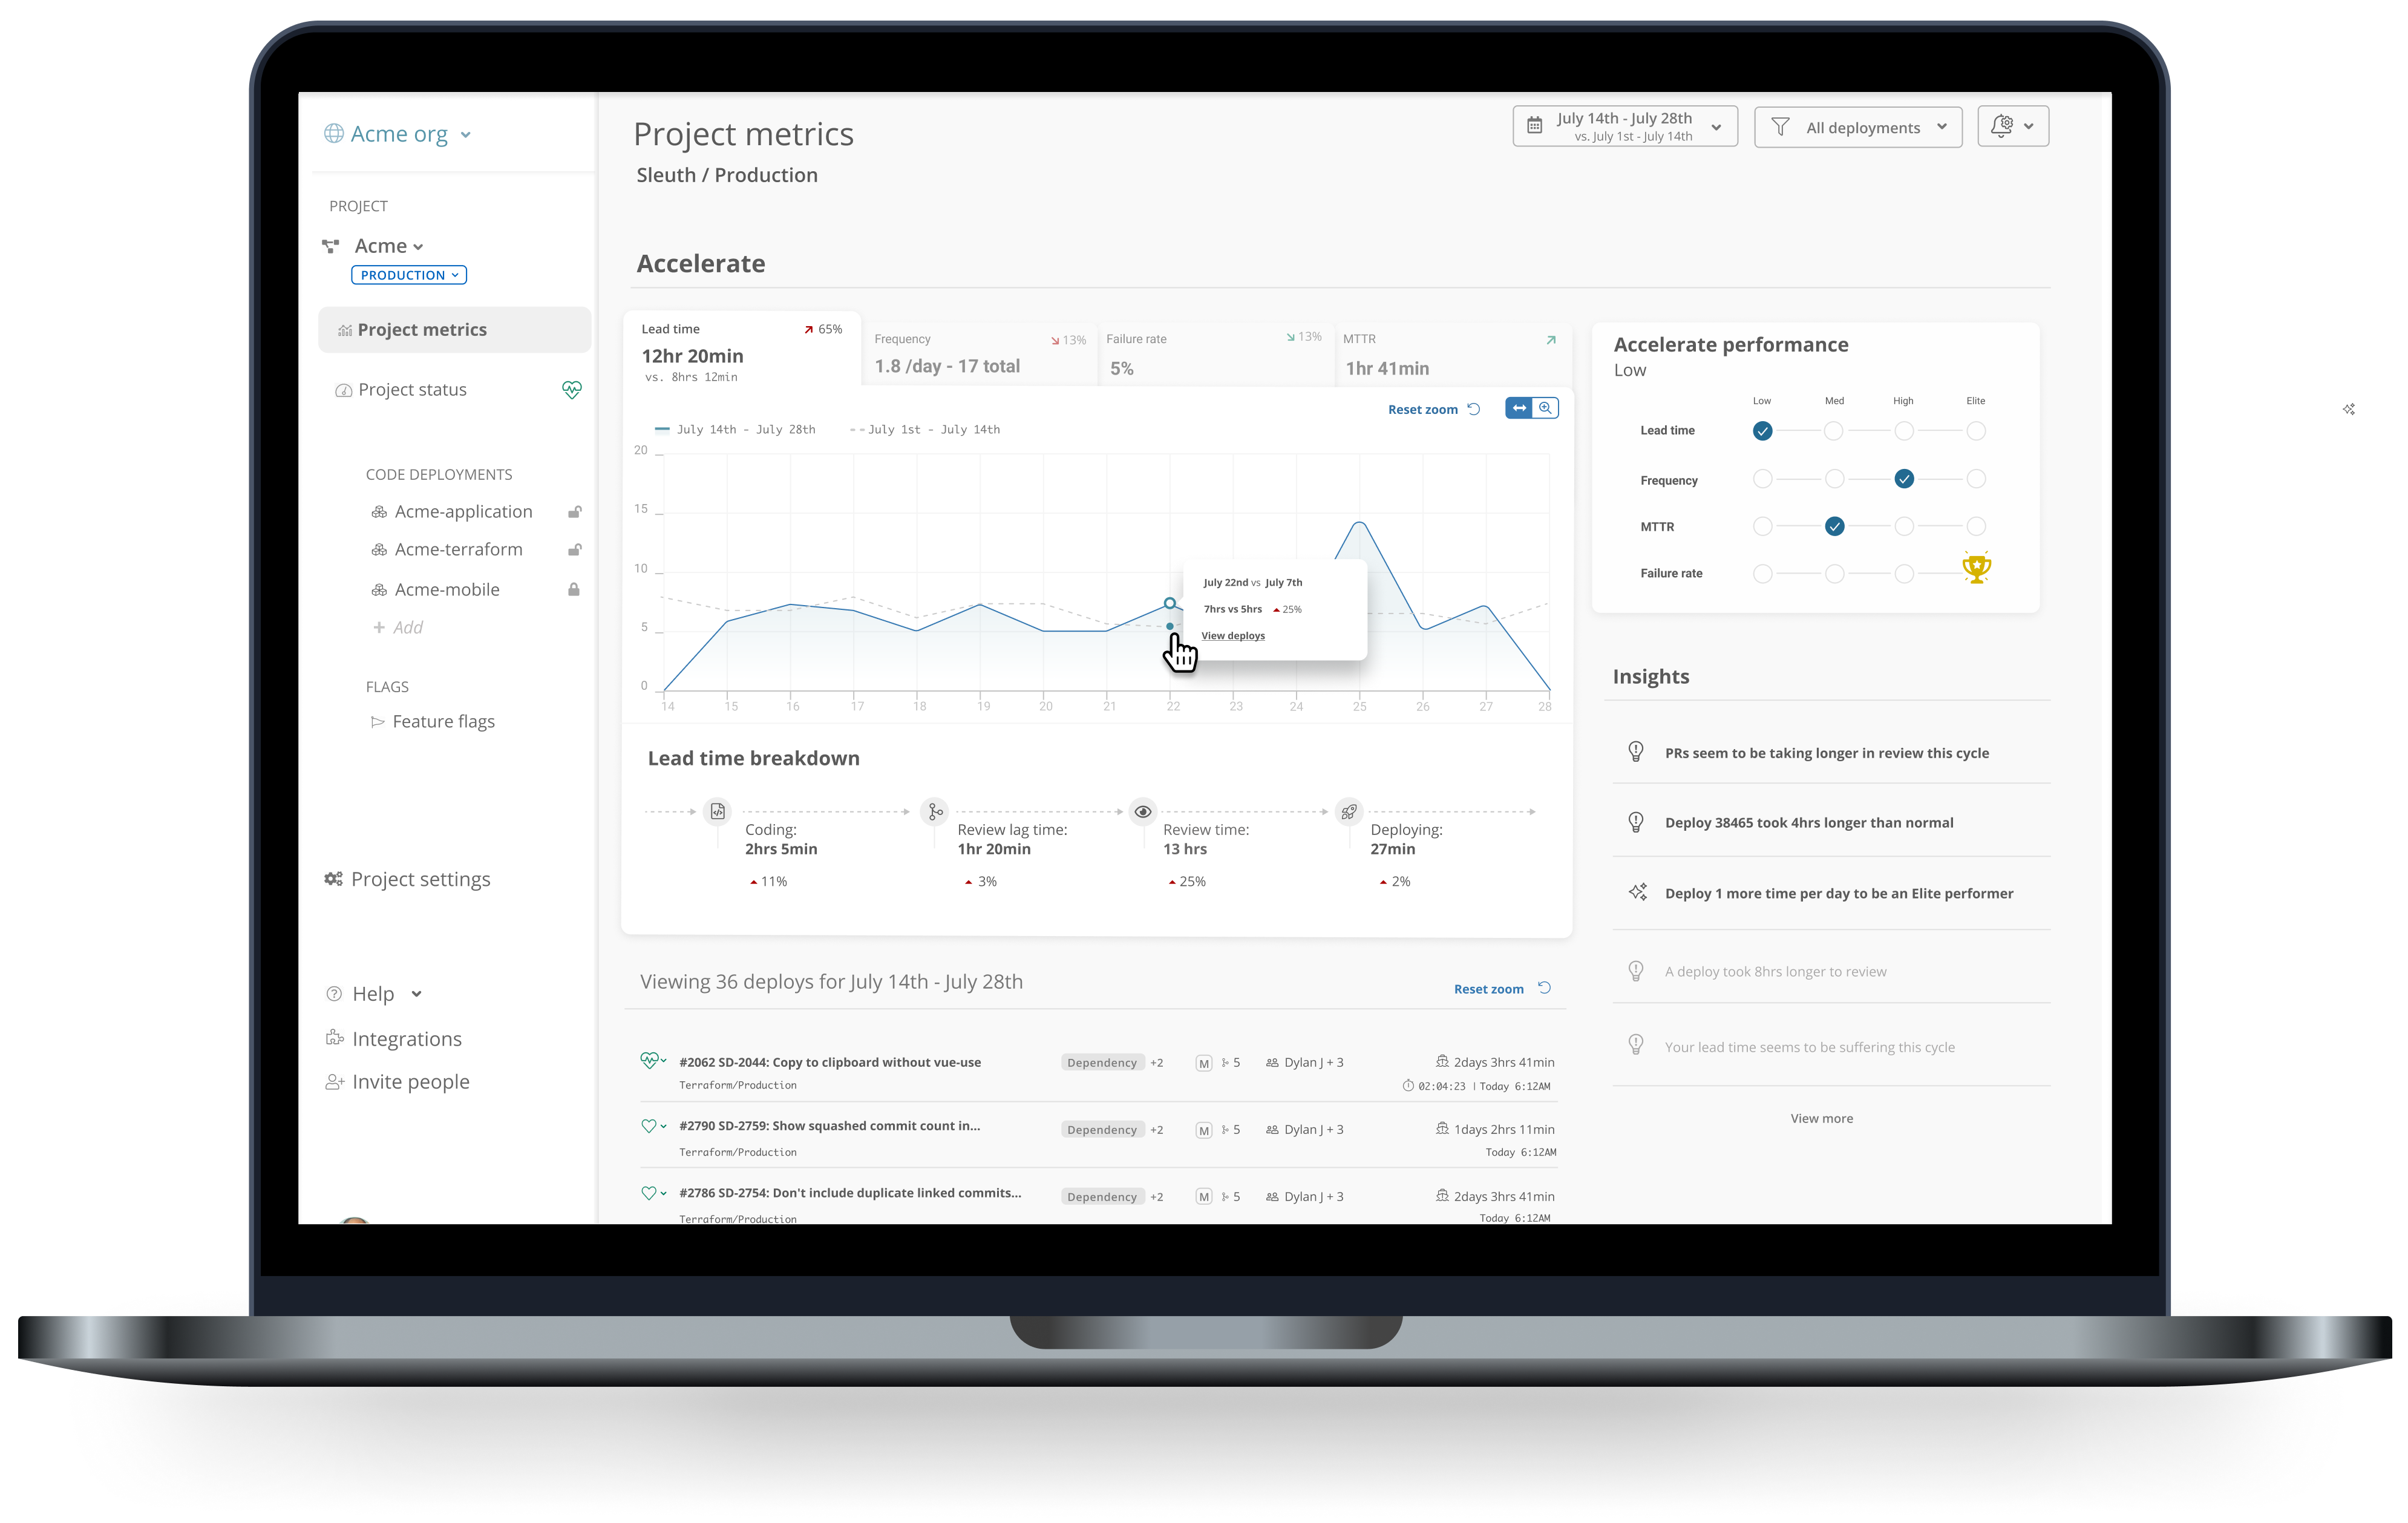 Acme org
PROJECT
Acme
PRODUCTION
Project metrics
Project status
CODE DEPLOYMENTS
Acme-application
Acme-terraform
Acme-mobile
+ Add
FLAGS
Feature flags
Project settings
Help
Integrations
Invite people
Project metrics
Sleuth / Production
July 14th - July 28th
vs. July 1st - July 14th
All deployments
Accelerate
Lead time 65%
12hr 20min
vs. 8hrs 12min
Frequency 13%
1.8 /day - 17 total
Failure rate 13%
5%
MTTR
1hr 41min
Reset zoom
July 14th - July 28th July 1st - July 14th
20
15
10
5
0
14 15 16 17 18 19 20 21 22 23 24 25 26 27 28
July 22nd vs July 7th
7hrs vs 5hrs 25%
View deploys
Lead time breakdown
Coding:
2hrs 5min
11%
Review lag time:
1hr 20min
3%
Review time:
13 hrs
25%
Deploying:
27min
2%
Viewing 36 deploys for July 14th - July 28th
Reset zoom
#2062 SD-2044: Copy to clipboard without vue-use Dependency +2 M 5 Dylan J + 3 2days 3hrs 41min
Terraform/Production 02:04:23 | Today 6:12AM
#2790 SD-2759: Show squashed commit count in... Dependency +2 M 5 Dylan J + 3 1days 2hrs 11min
Terraform/Production Today 6:12AM
#2786 SD-2754: Don't include duplicate linked commits... Dependency +2 M 5 Dylan J + 3 2days 3hrs 41min
Terraform/Production Today 6:12AM
Accelerate performance
Low
Low Med High Elite
Lead time
Frequency
MTTR
Failure rate
Insights
PRs seem to be taking longer in review this cycle
Deploy 38465 took 4hrs longer than normal
Deploy 1 more time per day to be an Elite performer
A deploy took 8hrs longer to review
Your lead time seems to be suffering this cycle
View more